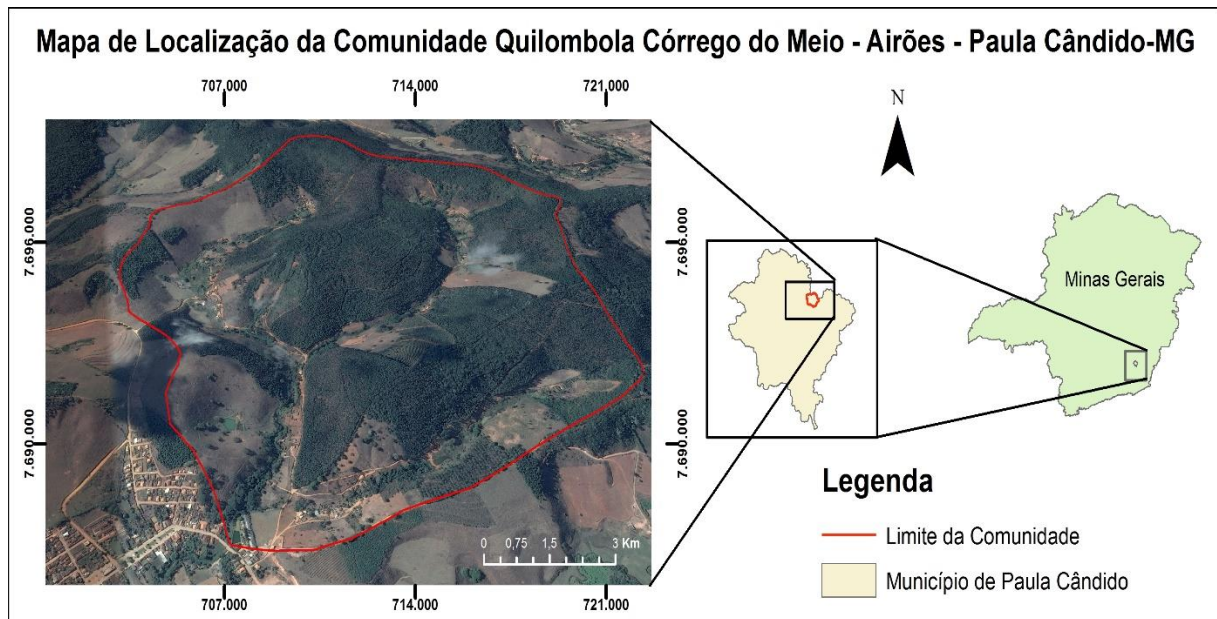 Mapa de Localização da Comunidade Quilombola Córrego do Meio - Airões - Paula Cândido-MG
707.000 714.000 721.000
N
7.696.000 7.696.000
Minas Gerais
7.690.000 7.690.000
Legenda
Limite da Comunidade
0 0,75 1,5 3 Km
Município de Paula Cândido
707.000 714.000 721.000